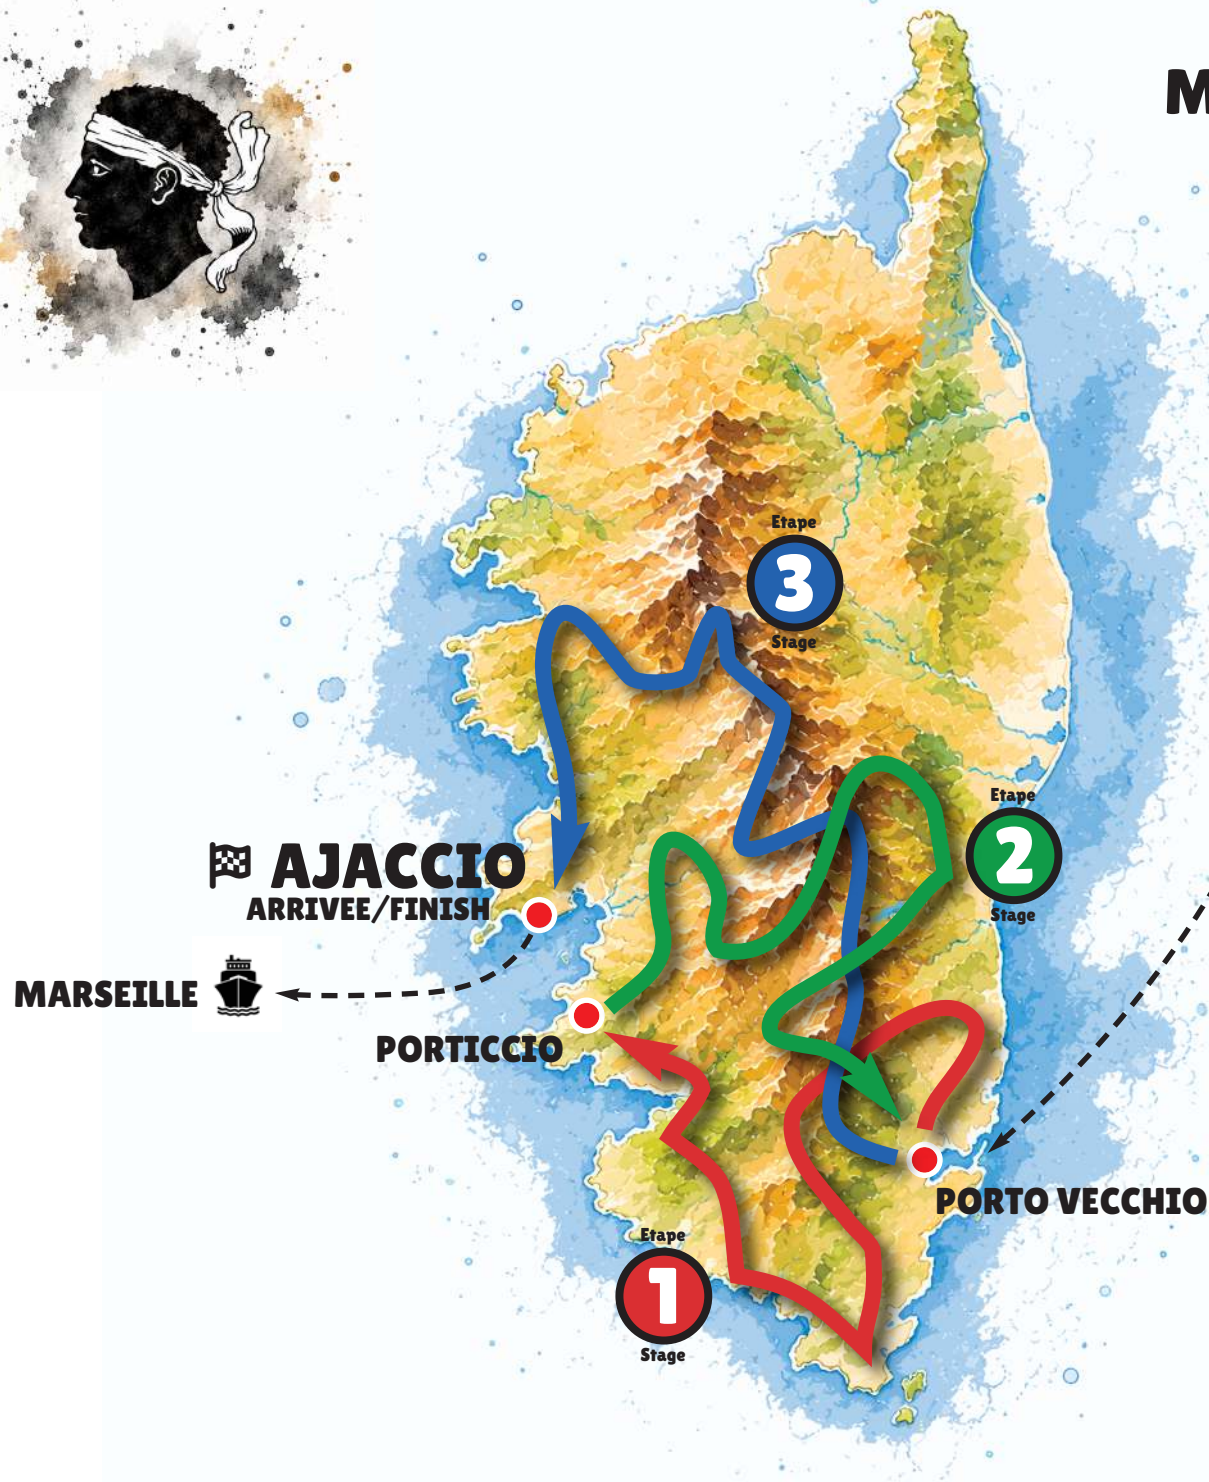 M
Etape
3
Stage
Etape
2
Stage
AJACCIO
ARRIVEE/FINISH
MARSEILLE
PORTICCIO
PORTO VECCHIO
Etape
1
Stage